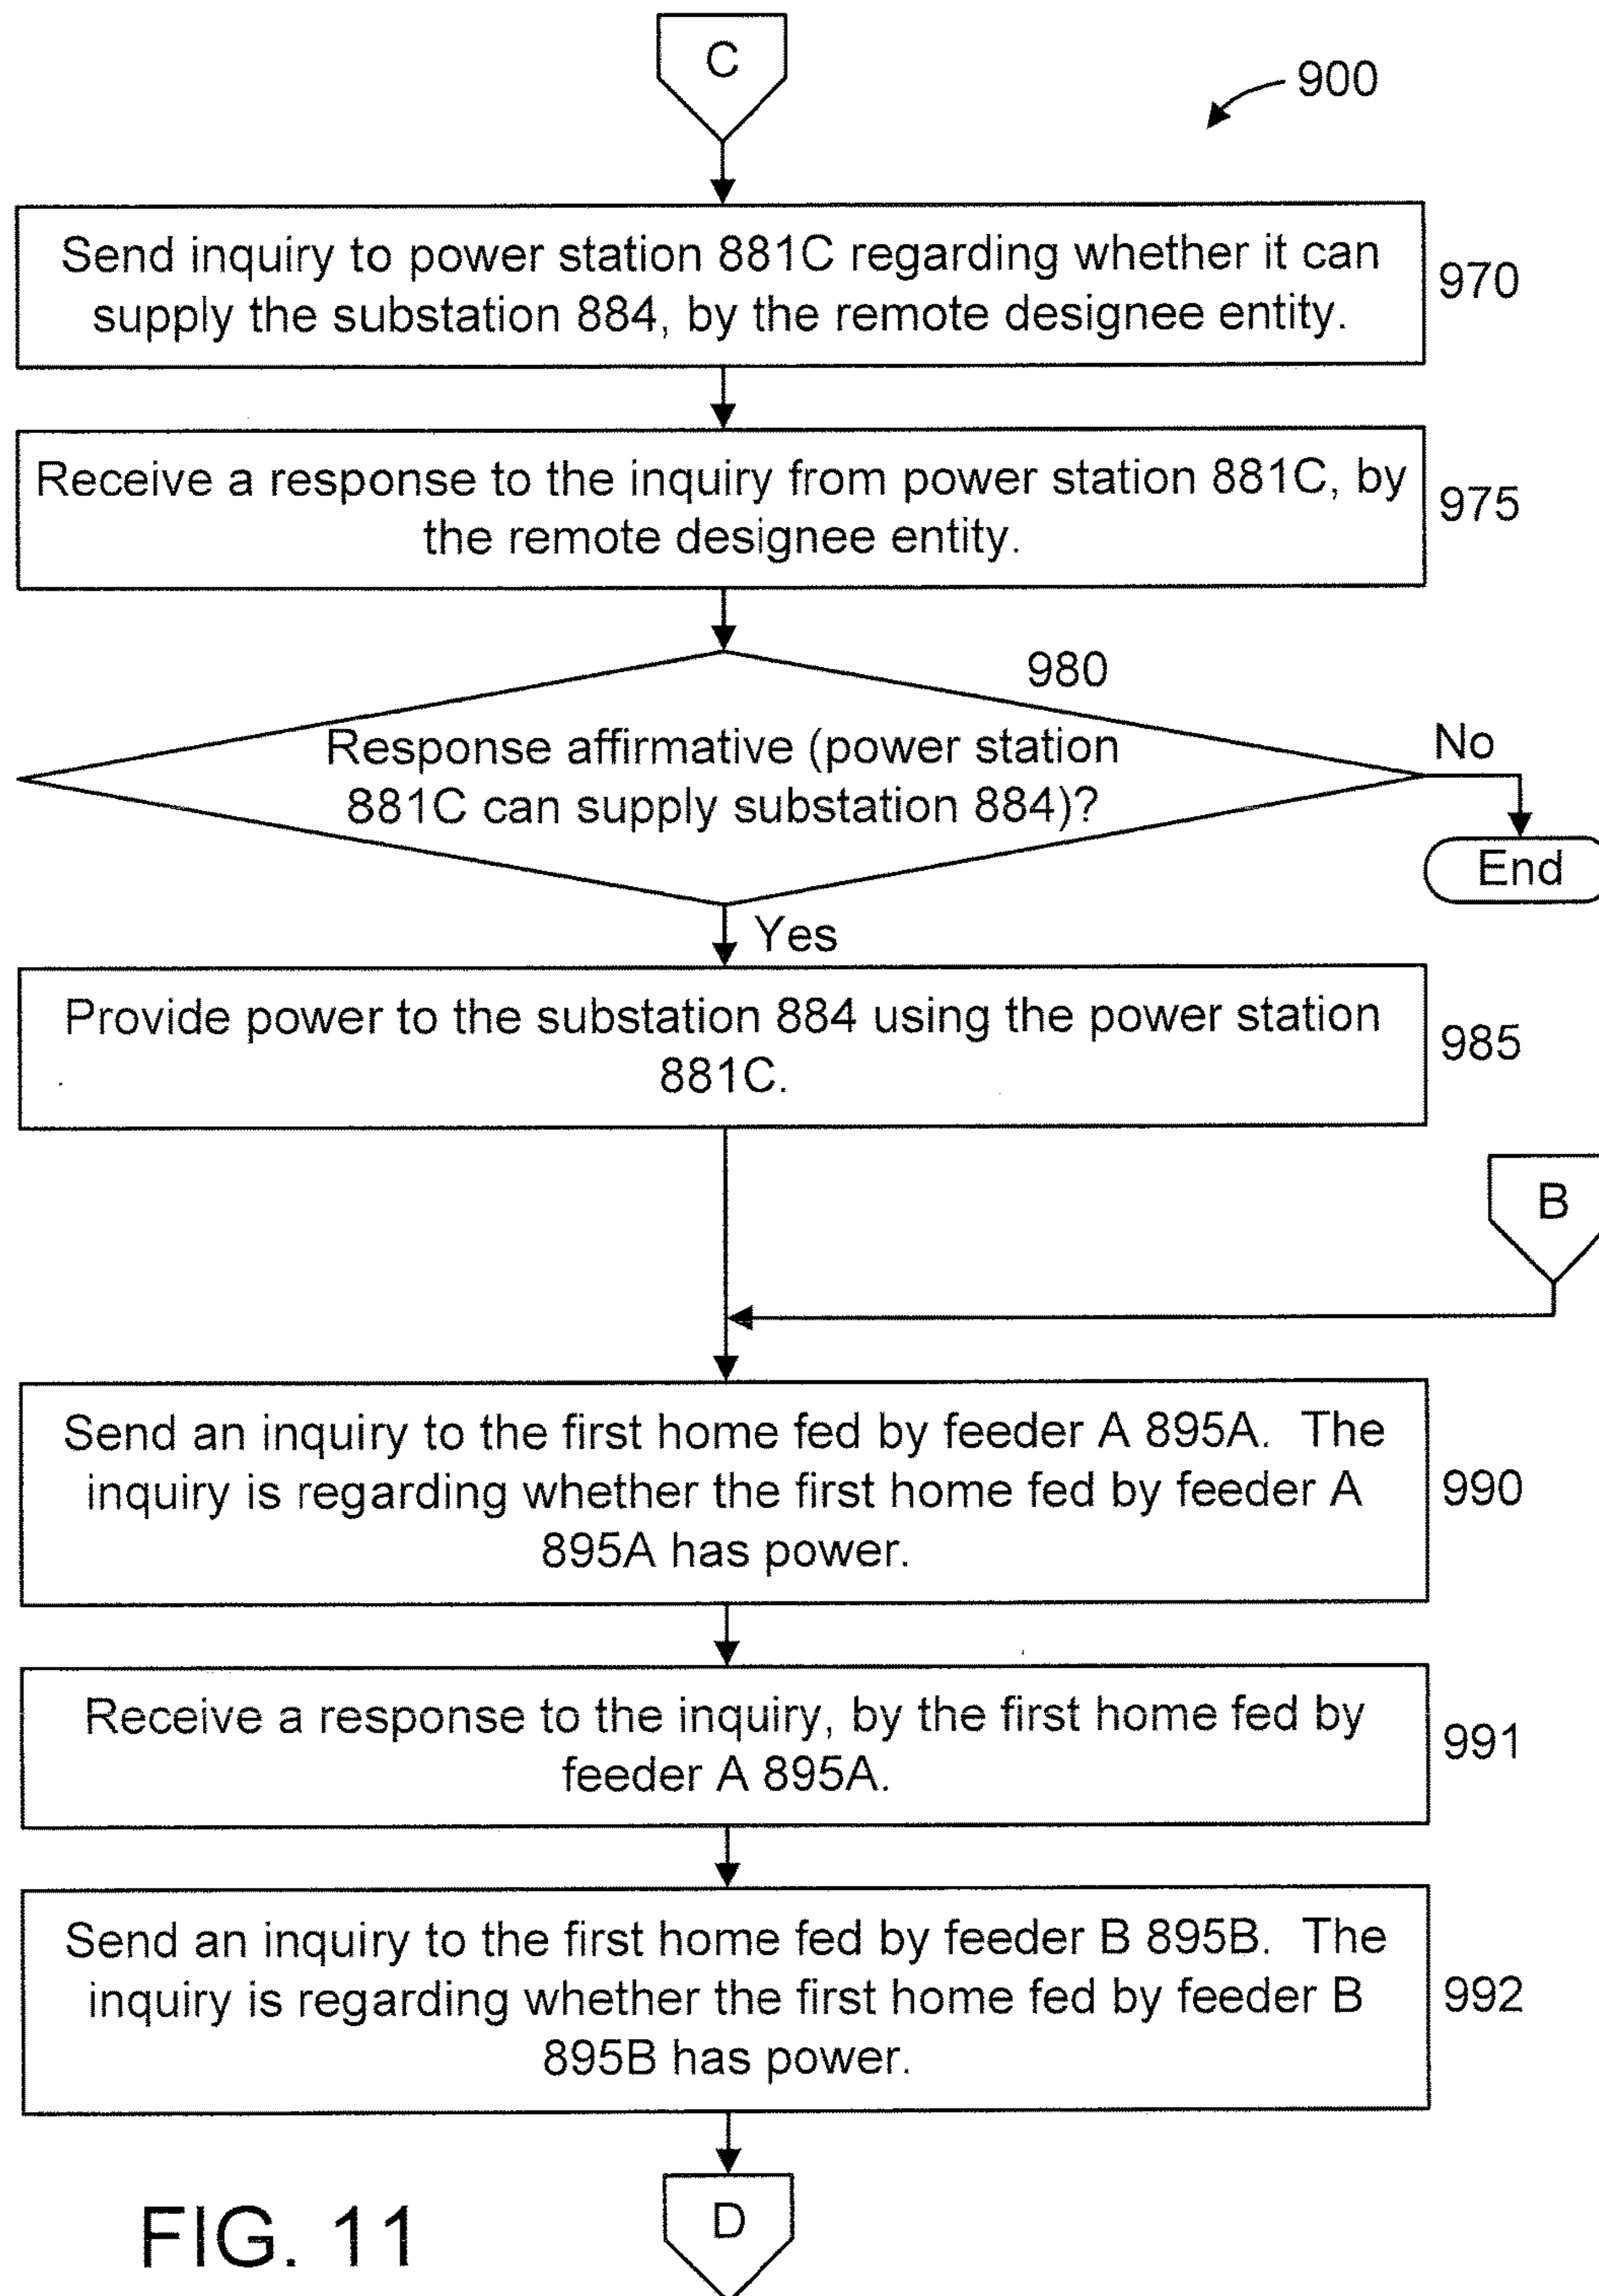 C
900
Send inquiry to power station 881C regarding whether it can
supply the substation 884, by the remote designee entity.
970
Receive a response to the inquiry from power station 881C, by
the remote designee entity.
975
980
Response affirmative (power station
881C can supply substation 884)?
No
End
Yes
Provide power to the substation 884 using the power station
881C.
985
B
Send an inquiry to the first home fed by feeder A 895A. The
inquiry is regarding whether the first home fed by feeder A
895A has power.
990
Receive a response to the inquiry, by the first home fed by
feeder A 895A.
991
Send an inquiry to the first home fed by feeder B 895B. The
inquiry is regarding whether the first home fed by feeder B
895B has power.
992
D
FIG. 11